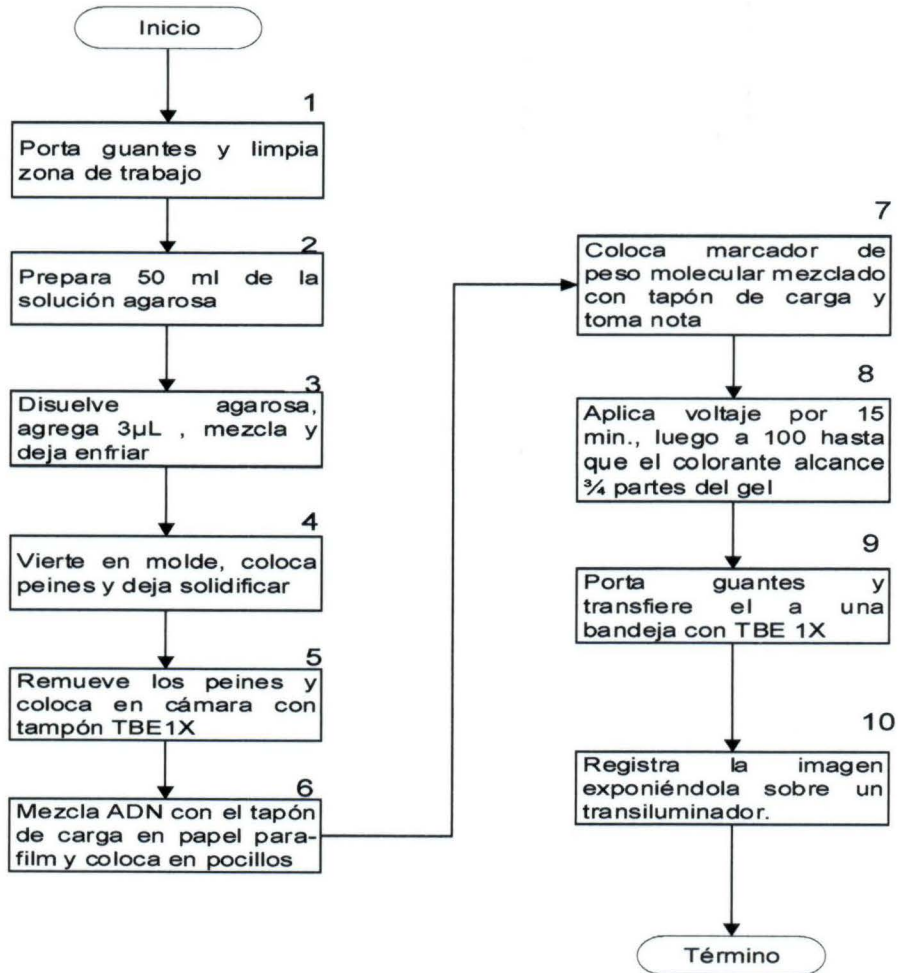 Inicio
1
Porta guantes y limpia
zona de trabajo
2
Prepara 50 ml de la
solución agarosa
3
Disuelve agarosa,
agrega 3µL , mezcla y
deja enfriar
4
Vierte en molde, coloca
peines y deja solidificar
5
Remueve los peines y
coloca en cámara con
tampón TBE1X
6
Mezcla ADN con el tapón
de carga en papel para-
film y coloca en pocillos
7
Coloca marcador de
peso molecular mezclado
con tapón de carga y
toma nota
8
Aplica voltaje por 15
min., luego a 100 hasta
que el colorante alcance
¾ partes del gel
9
Porta guantes y
transfiere el a una
bandeja con TBE 1X
10
Registra la imagen
exponiéndola sobre un
transiluminador.
Término